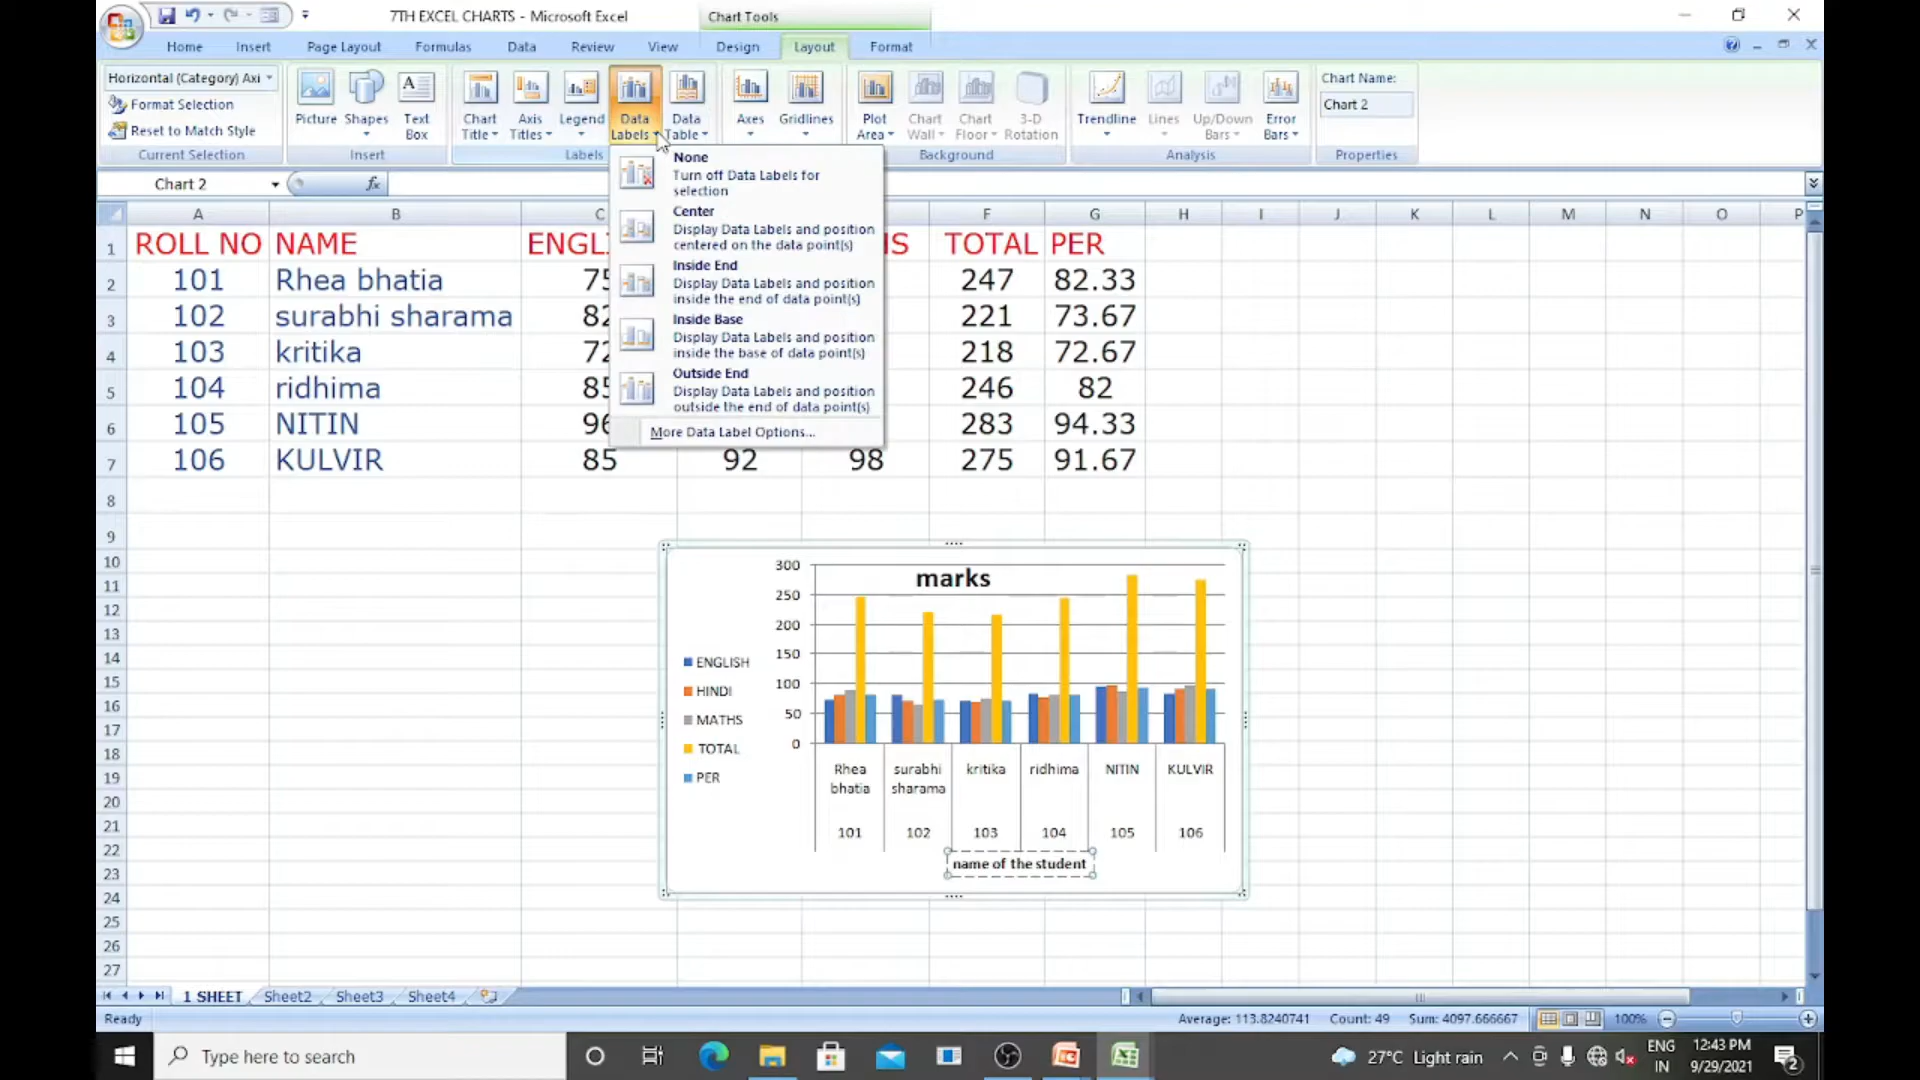 7TH EXCEL CHARTS - Microsoft Excel
Chart Tools
Home Insert Page Layout Formulas Data Review View Design Layout Format
Horizontal (Category) Axi
Format Selection
Reset to Match Style
Current Selection
Picture Shapes Text Box
Insert
Chart Title Axis Titles Legend Data Labels Data Table
Labels
Axes Gridlines
Plot Area Chart Wall Chart Floor 3-D Rotation
Background
Trendline Lines Up/Down Bars Error Bars
Analysis
Chart Name:
Chart 2
Properties
Chart 2 fx
None
Turn off Data Labels for
selection
Center
Display Data Labels and position
centered on the data point(s)
Inside End
Display Data Labels and position
inside the end of data point(s)
Inside Base
Display Data Labels and position
inside the base of data point(s)
Outside End
Display Data Labels and position
outside the end of data point(s)
More Data Label Options...
A B C F G H I J K L M N O P
1 ROLL NO NAME ENGL S TOTAL PER
2 101 Rhea bhatia 75 247 82.33
3 102 surabhi sharama 82 221 73.67
4 103 kritika 72 218 72.67
5 104 ridhima 85 246 82
6 105 NITIN 96 283 94.33
7 106 KULVIR 85 92 98 275 91.67
8
9
10
11
12
13
14
15
16
17
18
19
20
21
22
23
24
25
26
27
marks
300
250
200
150
100
50
0
ENGLISH
HINDI
MATHS
TOTAL
PER
Rhea bhatia surabhi sharama kritika ridhima NITIN KULVIR
101 102 103 104 105 106
name of the student
1 SHEET Sheet2 Sheet3 Sheet4
Ready Average: 113.8240741 Count: 49 Sum: 4097.666667 100%
Type here to search 27°C Light rain ENG IN 12:43 PM 9/29/2021 2